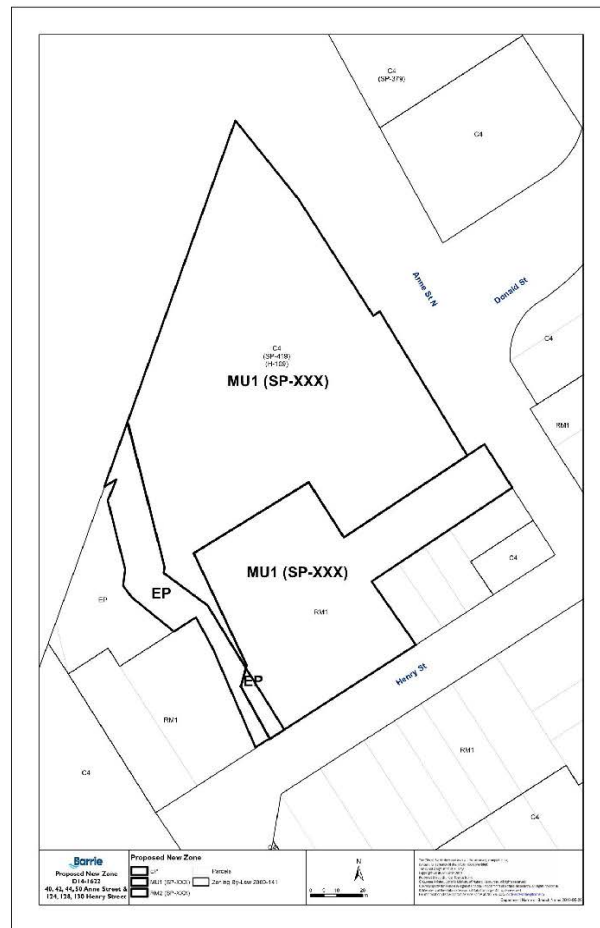 C4
(SP-379)
C4
Anne St N
Donald St
C4
C4
(SP-419)
(H-109)
MU1 (SP-XXX)
RM1
MU1 (SP-XXX)
C4
EP
EP
RM1
EP
Henry St
RM1
RM1
C4
C4
Barrie
Proposed New Zone
D14-1622
40, 42, 44, 50 Anne Street &
124, 128, 130 Henry Street
Proposed New Zone
EP
MU1 (SP-XXX)
RM2 (SP-XXX)
Parcels
Zoning By-Law 2009-141
N